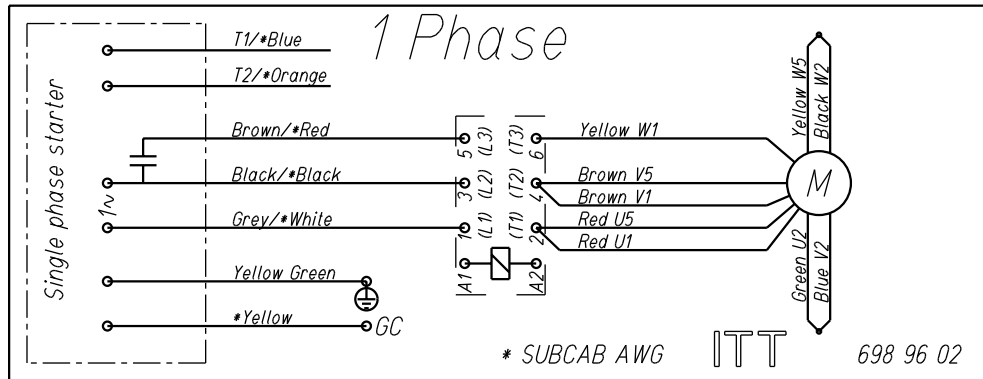 1 Phase
T1/*Blue
T2/*Orange
Brown/*Red
Black/*Black
Grey/*White
Yellow Green
*Yellow
GC
Single phase starter
1~
5 (L3) (T3) 6
3 (L2) (T2) 4
1 (L1) (T1) 2
A1 A2
Yellow W1
Brown V5
Brown V1
Red U5
Red U1
Yellow W5
Black W2
M
Green U2
Blue V2
* SUBCAB AWG
ITT
698 96 02